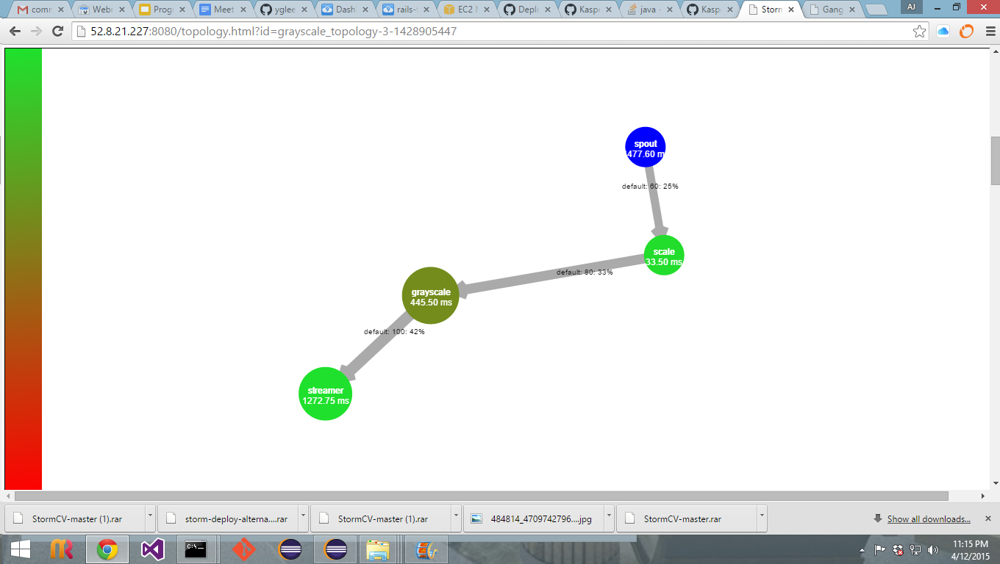 comr
Webr
Progr
Meet
yglee
Dash
rails-
EC2 M
Deplo
Kaspe
java -
Kaspe
Storm
Gang
AJ
52.8.21.227:8080/topology.html?id=grayscale_topology-3-1428905447
spout
477.60 m
default: 60: 25%
scale
33.50 ms
default: 80: 33%
grayscale
445.50 ms
default: 100: 42%
streamer
1272.75 ms
StormCV-master (1).rar
storm-deploy-alterna....rar
StormCV-master (1).rar
484814_4709742796....jpg
StormCV-master.rar
Show all downloads...
C:\
11:15 PM
4/12/2015